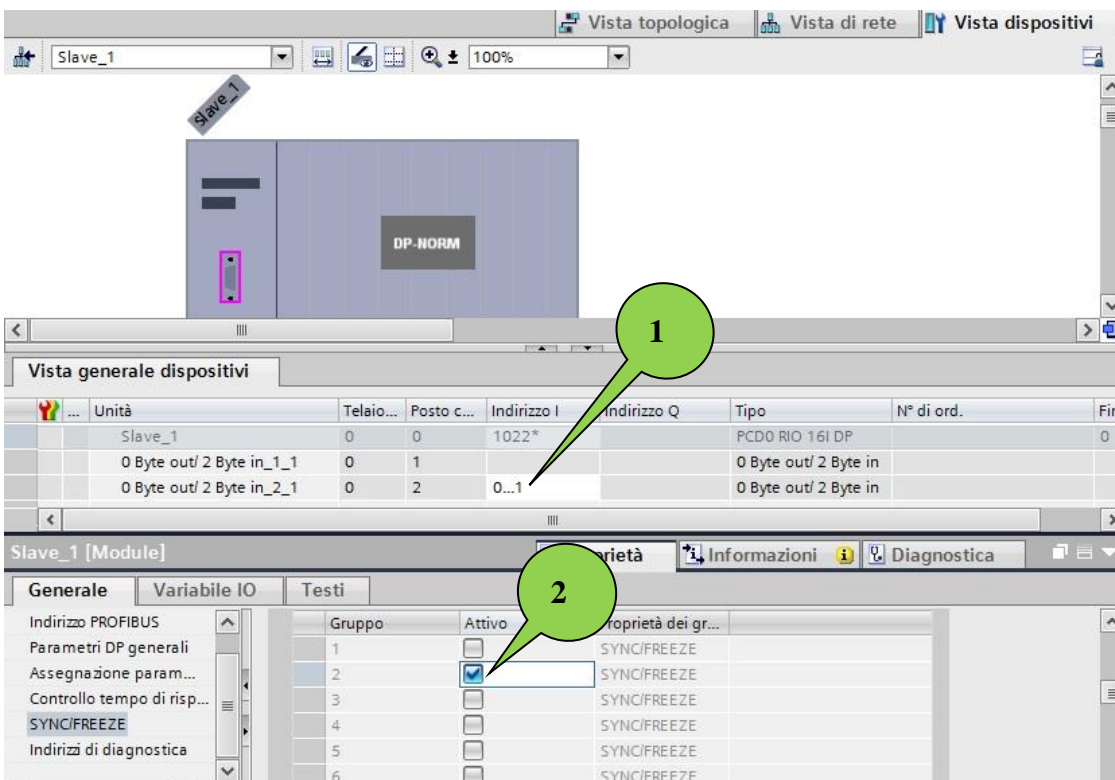 Vista topologica Vista di rete Vista dispositivi
Slave_1 100%
Slave_1
DP-NORM
1
Vista generale dispositivi
... Unità Telaio... Posto c... Indirizzo I Indirizzo Q Tipo N° di ord.
Slave_1 0 0 1022* PCD0 RIO 16I DP 0
0 Byte out/ 2 Byte in_1_1 0 1 0 Byte out/ 2 Byte in
0 Byte out/ 2 Byte in_2_1 0 2 0...1 0 Byte out/ 2 Byte in
Slave_1 [Module] Informazioni Diagnostica
Generale Variabile IO Testi
2
Indirizzo PROFIBUS
Parametri DP generali
Assegnazione param...
Controllo tempo di risp...
SYNC/FREEZE
Indirizzi di diagnostica
Gruppo Attivo Proprietà dei gr...
1 SYNC/FREEZE
2 SYNC/FREEZE
3 SYNC/FREEZE
4 SYNC/FREEZE
5 SYNC/FREEZE
6 SYNC/FREEZE